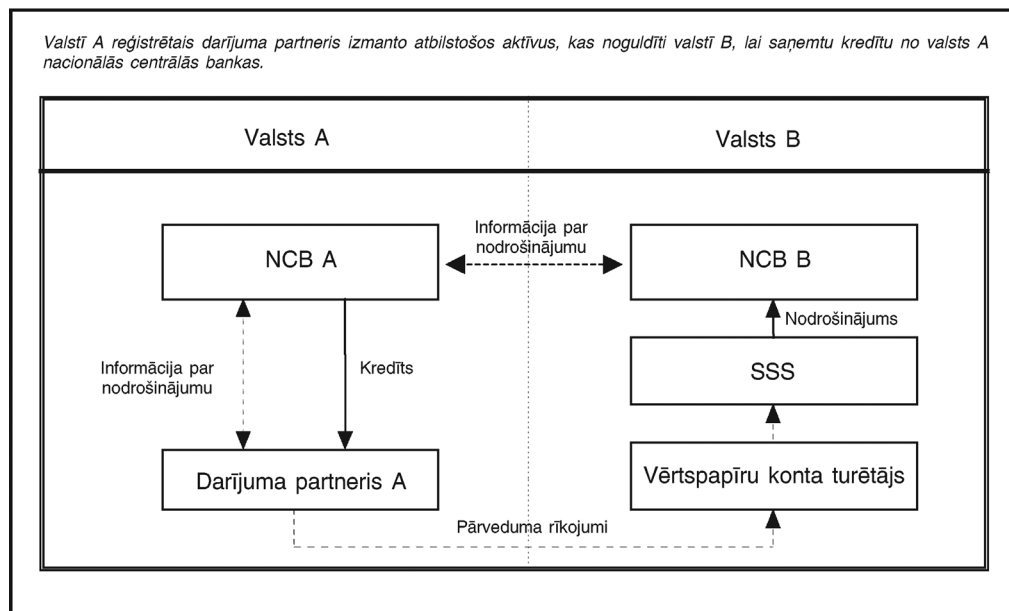 Valstī A reģistrētais darījuma partneris izmanto atbilstošos aktīvus, kas noguldīti valstī B, lai saņemtu kredītu no valsts A
nacionālās centrālās bankas.
Valsts A
Valsts B
NCB A
Informācija par
nodrošinājumu
NCB B
Nodrošinājums
Informācija par
nodrošinājumu
Kredīts
SSS
Darījuma partneris A
Vērtspapīru konta turētājs
Pārveduma rīkojumi